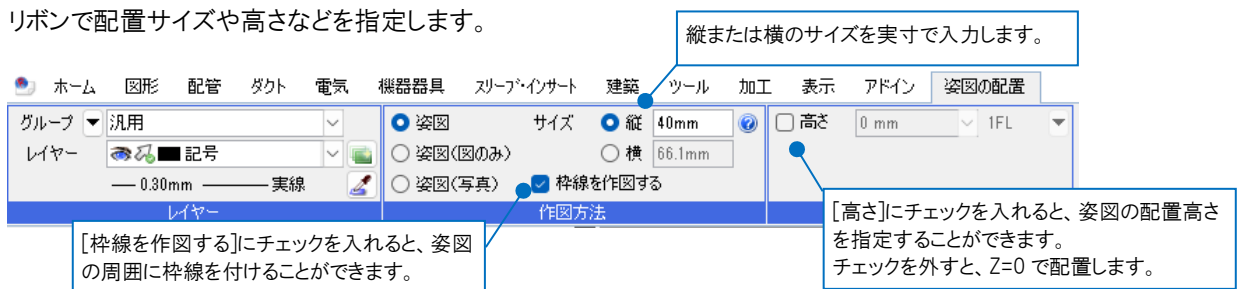 リボンで配置サイズや高さなどを指定します。
縦または横のサイズを実寸で入力します。
ホーム 図形 配管 ダクト 電気 機器器具 スリーブ・インサート 建築 ツール 加工 表示 アドイン 姿図の配置
グループ 汎用 姿図 サイズ 縦 40mm 高さ 0 mm 1FL
レイヤー 記号 姿図(図のみ) 横 66.1mm
0.30mm 実線 姿図(写真) 枠線を作図する
レイヤー 作図方法
[枠線を作図する]にチェックを入れると、姿図
の周囲に枠線を付けることができます。
[高さ]にチェックを入れると、姿図の配置高さ
を指定することができます。
チェックを外すと、Z=0 で配置します。